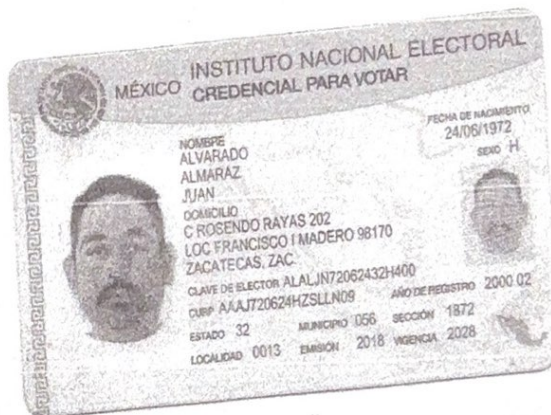 MÉXICO INSTITUTO NACIONAL ELECTORAL
CREDENCIAL PARA VOTAR
NOMBRE
ALVARADO
ALMARAZ
JUAN
FECHA DE NACIMIENTO
24/06/1972
SEXO H
DOMICILIO
C ROSENDO RAYAS 202
LOC FRANCISCO I MADERO 98170
ZACATECAS, ZAC.
CLAVE DE ELECTOR ALALJN72062432H400
CURP AAAJ720624HZSLLN09 AÑO DE REGISTRO 2000 02
ESTADO 32 MUNICIPIO 056 SECCIÓN 1872
LOCALIDAD 0013 EMISIÓN 2018 VIGENCIA 2028